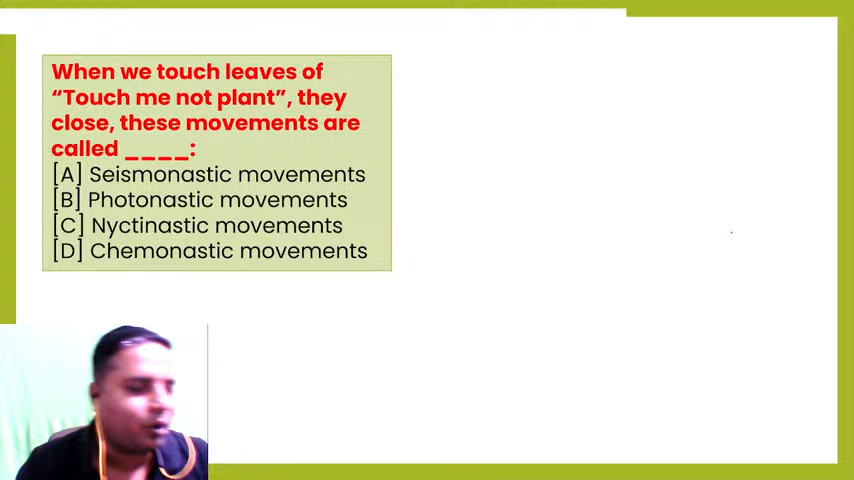 When we touch leaves of
“Touch me not plant”, they
close, these movements are
called ____:
[A] Seismonastic movements
[B] Photonastic movements
[C] Nyctinastic movements
[D] Chemonastic movements